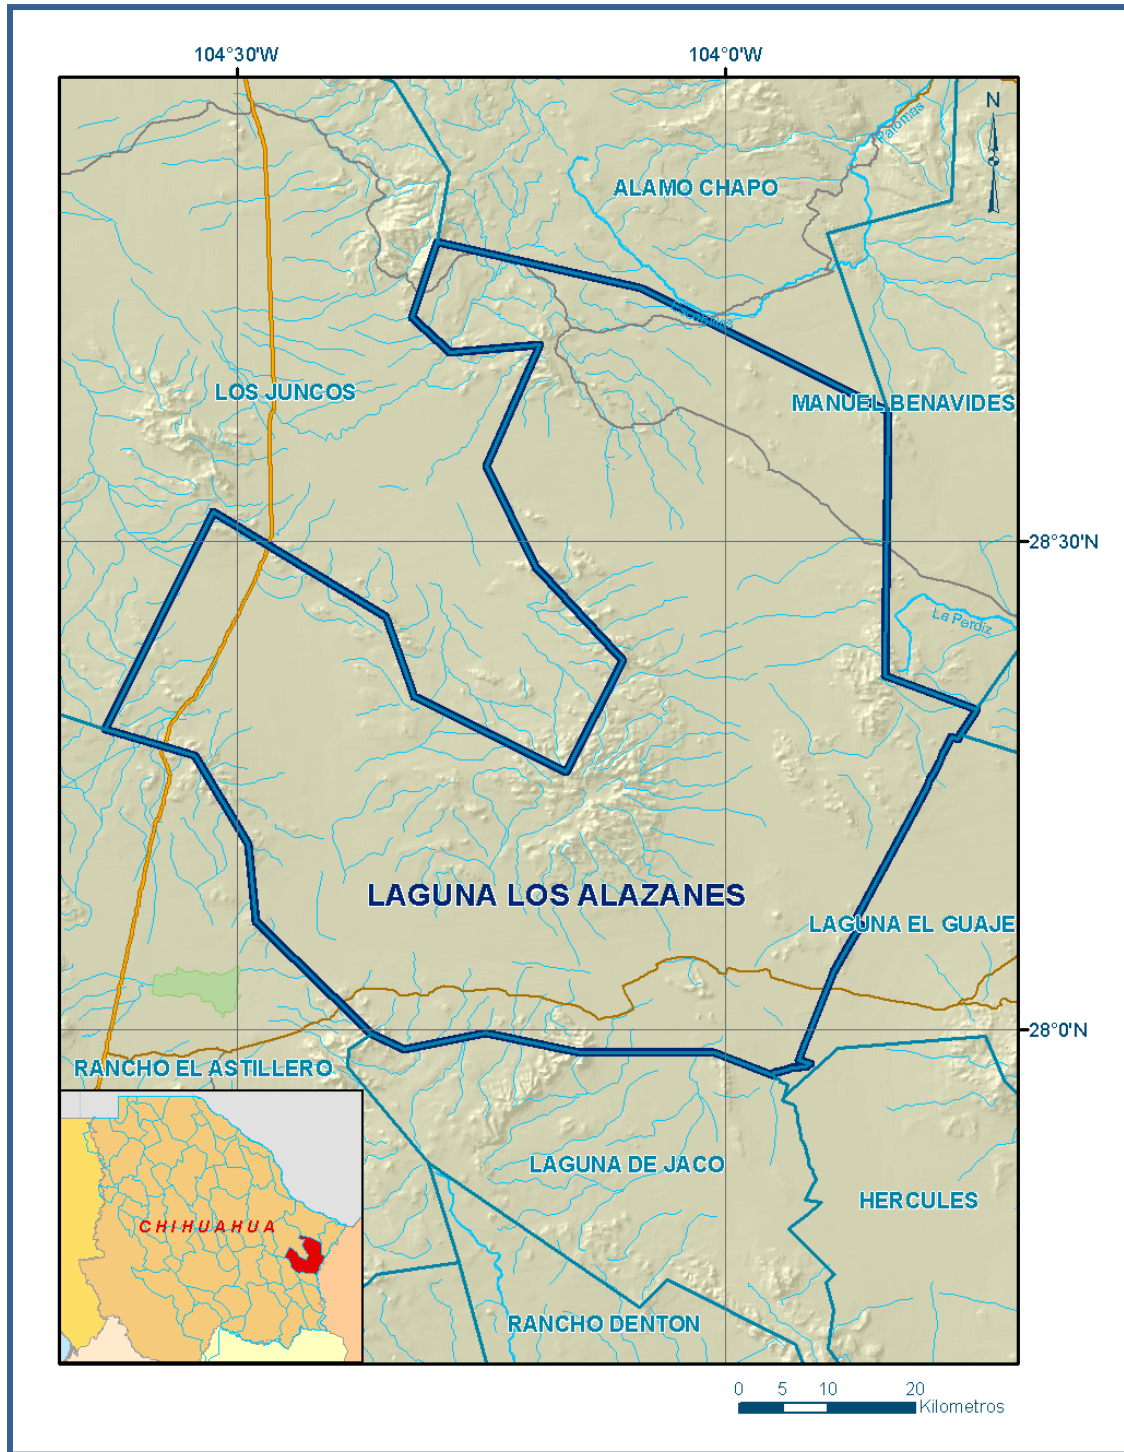 104°30'W
104°0'W
N
Palomas
ALAMO CHAPO
LOS JUNCOS
MANUEL BENAVIDES
28°30'N
La Perdiz
LAGUNA LOS ALAZANES
LAGUNA EL GUAJE
28°0'N
RANCHO EL ASTILLERO
LAGUNA DE JACO
HERCULES
CHIHUAHUA
RANCHO DENTON
0 5 10 20
Kilometros